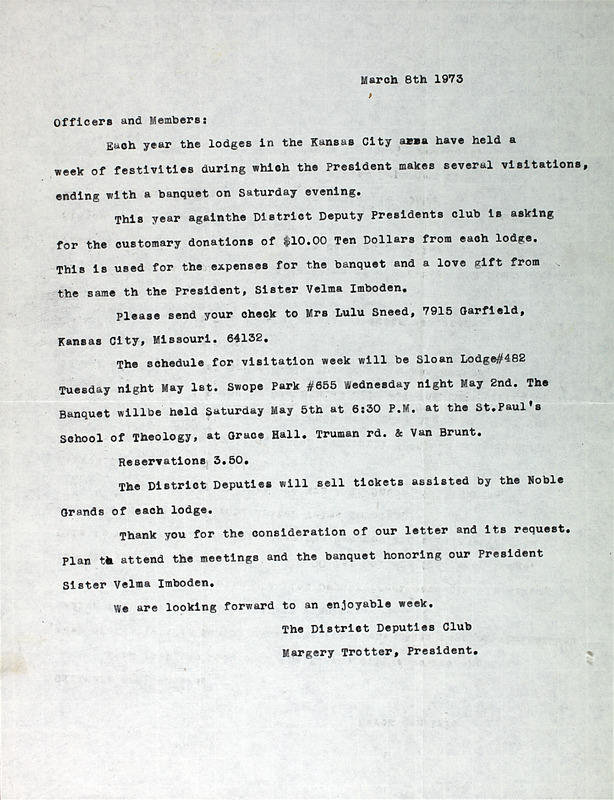 March 8th 1973
Officers and Members:
Each year the lodges in the Kansas City area have held a
week of festivities during which the President makes several visitations,
ending with a banquet on Saturday evening.
This year againthe District Deputy Presidents club is asking
for the customary donations of $10.00 Ten Dollars from each lodge.
This is used for the expenses for the banquet and a love gift from
the same th the President, Sister Velma Imboden.
Please send your check to Mrs Lulu Sneed, 7915 Garfield,
Kansas City, Missouri. 64132.
The schedule for visitation week will be Sloan Lodge#482
Tuesday night May 1st. Swope Park #655 Wednesday night May 2nd. The
Banquet willbe held Saturday May 5th at 6:30 P.M. at the St.Paul's
School of Theology, at Grace Hall. Truman rd. & Van Brunt.
Reservations 3.50.
The District Deputies will sell tickets assisted by the Noble
Grands of each lodge.
Thank you for the consideration of our letter and its request.
Plan to attend the meetings and the banquet honoring our President
Sister Velma Imboden.
We are looking forward to an enjoyable week.
The District Deputies Club
Margery Trotter, President.